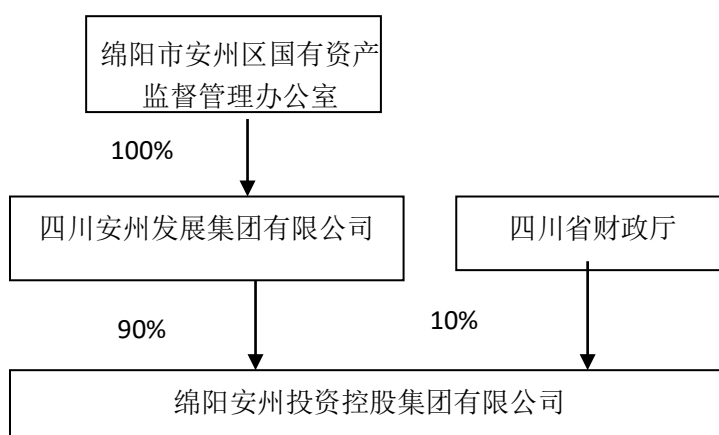 绵阳市安州区国有资产
监督管理办公室
100%
四川安州发展集团有限公司
四川省财政厅
90%
10%
绵阳安州投资控股集团有限公司